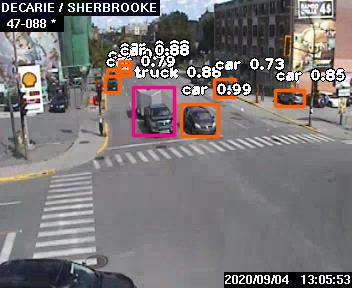 DECARIE / SHERBROOKE
47-088 *
car 0.88
0.79
car 0.73
truck 0.86
car 0.85
car 0.99
Shell
2020/09/04 13:05:53